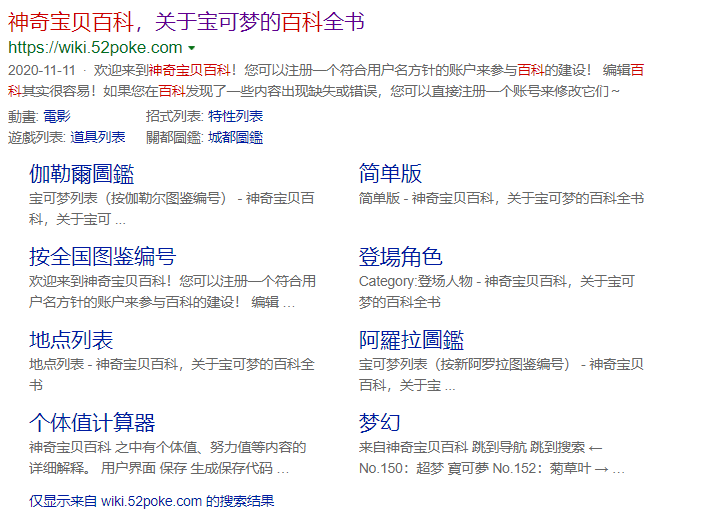 神奇宝贝百科，关于宝可梦的百科全书
https://wiki.52poke.com
2020-11-11 · 欢迎来到神奇宝贝百科！您可以注册一个符合用户名方针的账户来参与百科的建设！ 编辑百
科其实很容易！如果您在百科发现了一些内容出现缺失或错误，您可以直接注册一个账号来修改它们～
動畫: 電影 招式列表: 特性列表
遊戲列表: 道具列表 關都圖鑑: 城都圖鑑
伽勒爾圖鑑
宝可梦列表（按伽勒尔图鉴编号） - 神奇宝贝百
科，关于宝可 ...
简单版
简单版 - 神奇宝贝百科，关于宝可梦的百科全书
按全国图鉴编号
欢迎来到神奇宝贝百科！您可以注册一个符合用
户名方针的账户来参与百科的建设！ 编辑 ...
登場角色
Category:登场人物 - 神奇宝贝百科，关于宝可
梦的百科全书
地点列表
地点列表 - 神奇宝贝百科，关于宝可梦的百科全
书
阿羅拉圖鑑
宝可梦列表（按新阿罗拉图鉴编号） - 神奇宝贝
百科，关于宝 ...
个体值计算器
神奇宝贝百科 之中有个体值、努力值等内容的
详细解释。 用户界面 保存 生成保存代码 ...
梦幻
来自神奇宝贝百科 跳到导航 跳到搜索 ←
No.150：超梦 寶可夢 No.152：菊草叶 → ...
仅显示来自 wiki.52poke.com 的搜索结果